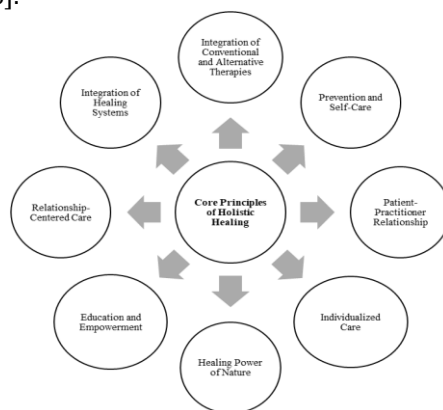 ].
Integration of
Conventional
and Alternative
Therapies
Prevention and
Self-Care
Patient-
Practitioner
Relationship
Individualized
Care
Healing Power
of Nature
Education and
Empowerment
Relationship-
Centered Care
Integration of
Healing
Systems
Core Principles
of Holistic
Healing